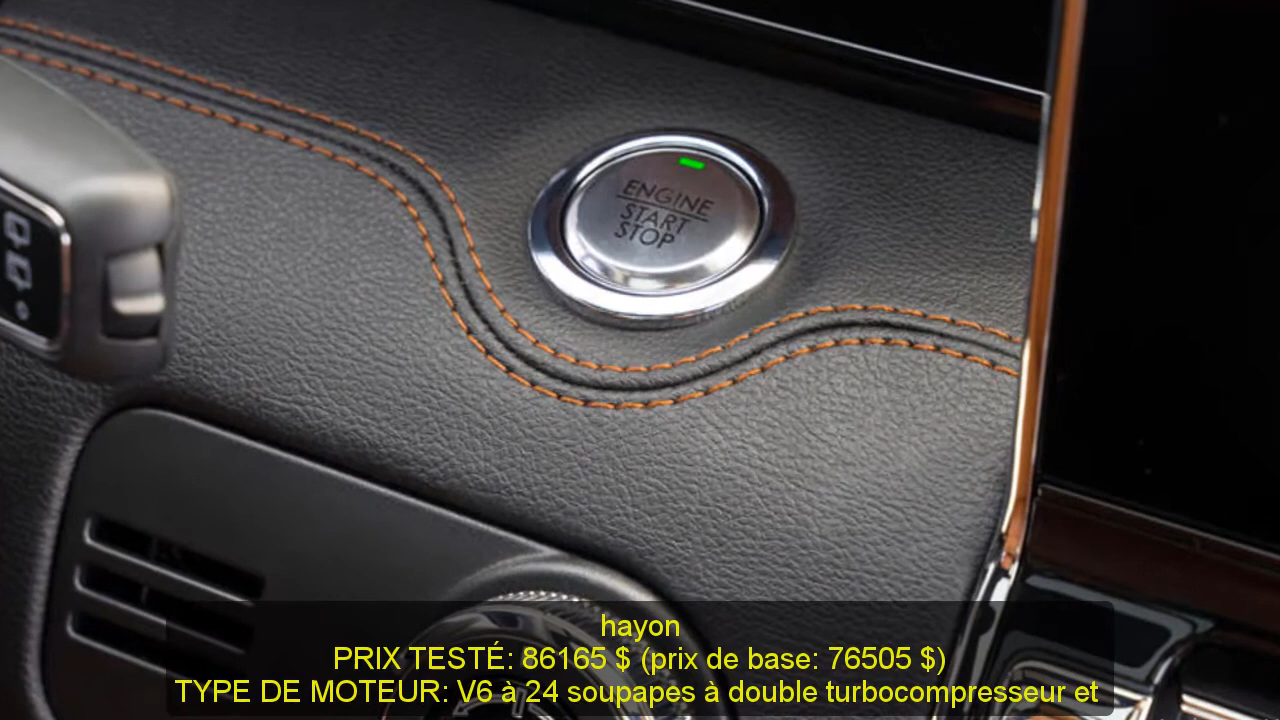 ENGINE
START
STOP
hayon
PRIX TESTÉ: 86165 $ (prix de base: 76505 $)
TYPE DE MOTEUR: V6 à 24 soupapes à double turbocompresseur et